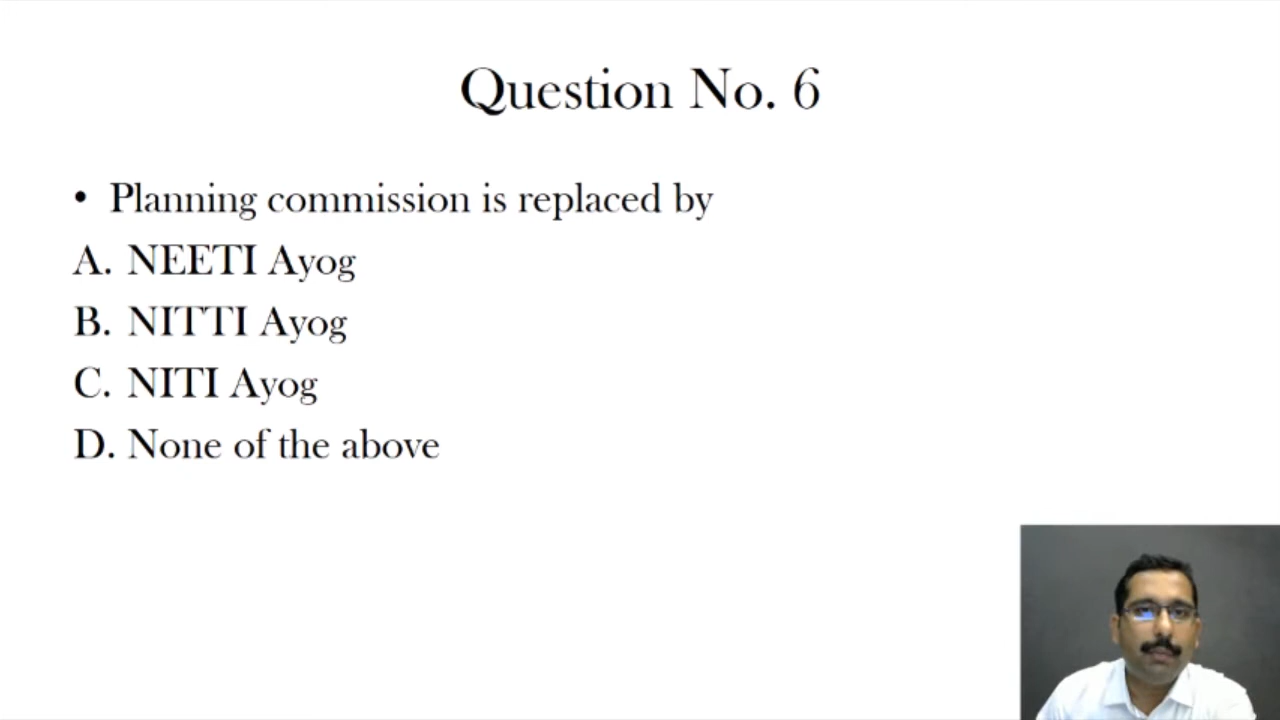 Question No. 6
• Planning commission is replaced by
A. NEETI Ayog
B. NITTI Ayog
C. NITI Ayog
D. None of the above